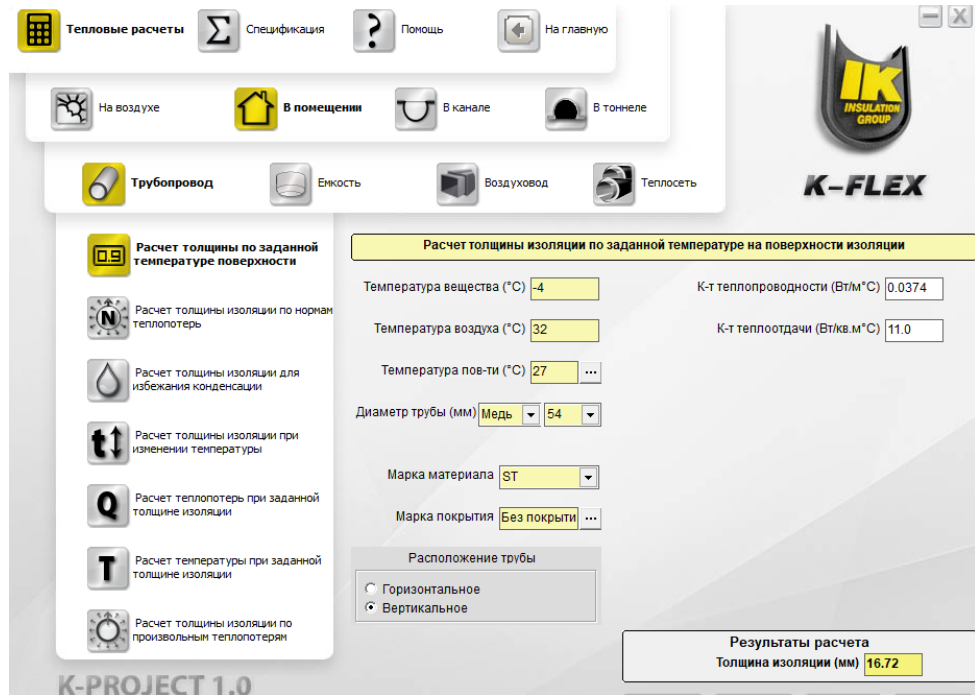 Тепловые расчеты
Спецификация
Помощь
На главную
На воздухе
В помещении
В канале
В тоннеле
Трубопровод
Емкость
Воздуховод
Теплосеть
IK
INSULATION
GROUP
K-FLEX
0.9
Расчет толщины по заданной
температуре поверхности
N
Расчет толщины изоляции по нормам
теплопотерь
Расчет толщины изоляции для
избежания конденсации
t
Расчет толщины изоляции при
изменении температуры
Q
Расчет теплопотерь при заданной
толщине изоляции
T
Расчет температуры при заданной
толщине изоляции
Расчет толщины изоляции по
произвольным теплопотерям
Расчет толщины изоляции по заданной температуре на поверхности изоляции
Температура вещества (°C) -4
К-т теплопроводности (Вт/м°C) 0.0374
Температура воздуха (°C) 32
К-т теплоотдачи (Вт/кв.м°C) 11.0
Температура пов-ти (°C) 27 ...
Диаметр трубы (мм) Медь 54
Марка материала ST
Марка покрытия Без покрыти ...
Расположение трубы
Горизонтальное
Вертикальное
Результаты расчета
Толщина изоляции (мм) 16.72
K-PROJECT 1.0